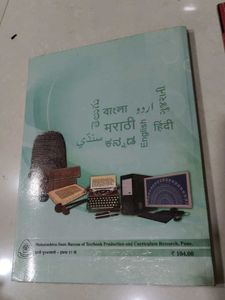 తెలుగు
বাংলা
اردو
ગુજરાતી
मराठी
سنڌي
ಕನ್ನಡ
English
हिंदी
Maharashtra State Bureau of Textbook Production and Curriculum Research, Pune.
₹ 104.00